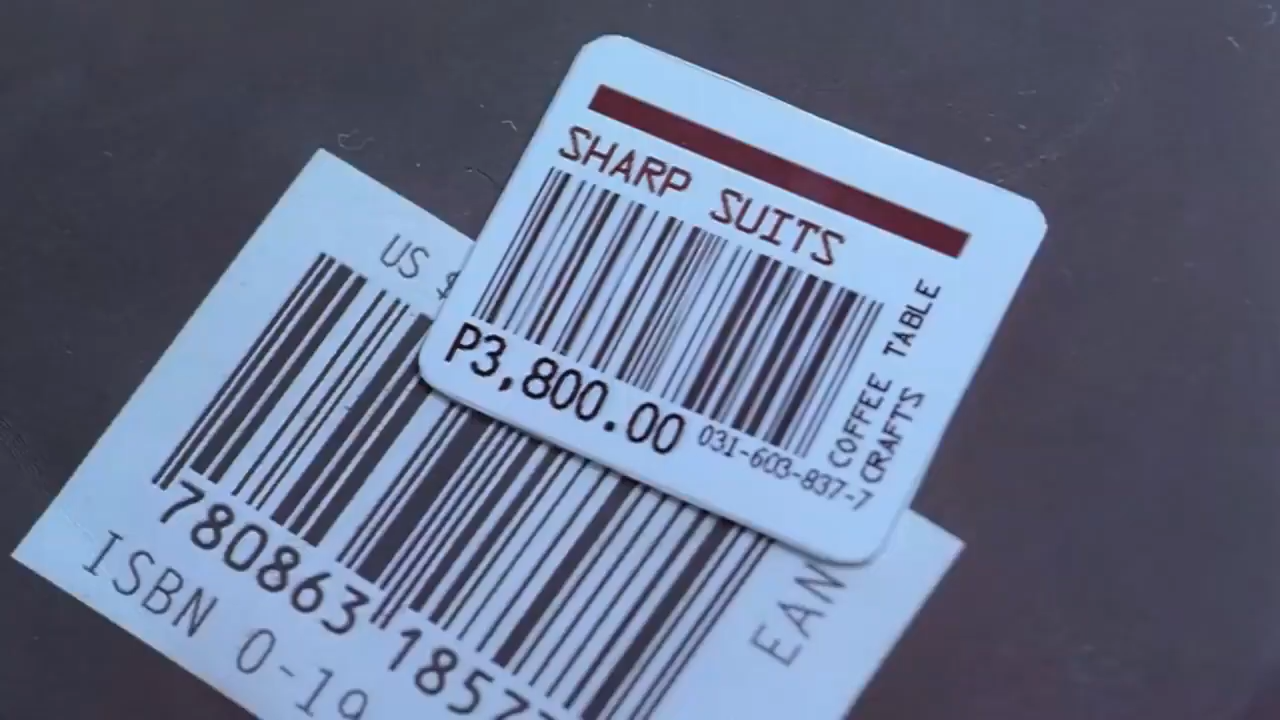 SHARP SUITS
P3,800.00
031-603-837-7
COFFEE TABLE
CRAFTS
US $
780863 1857
ISBN 0-19
EAN